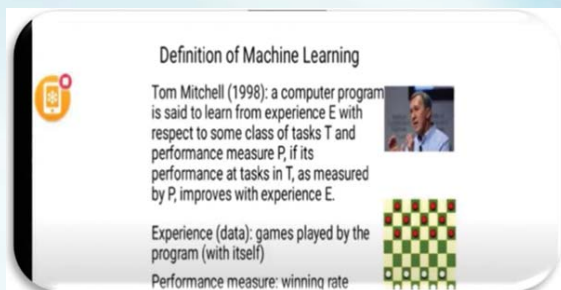 Definition of Machine Learning
Tom Mitchell (1998): a computer program
is said to learn from experience E with
respect to some class of tasks T and
performance measure P, if its
performance at tasks in T, as measured
by P, improves with experience E.
Experience (data): games played by the
program (with itself)
Performance measure: winning rate